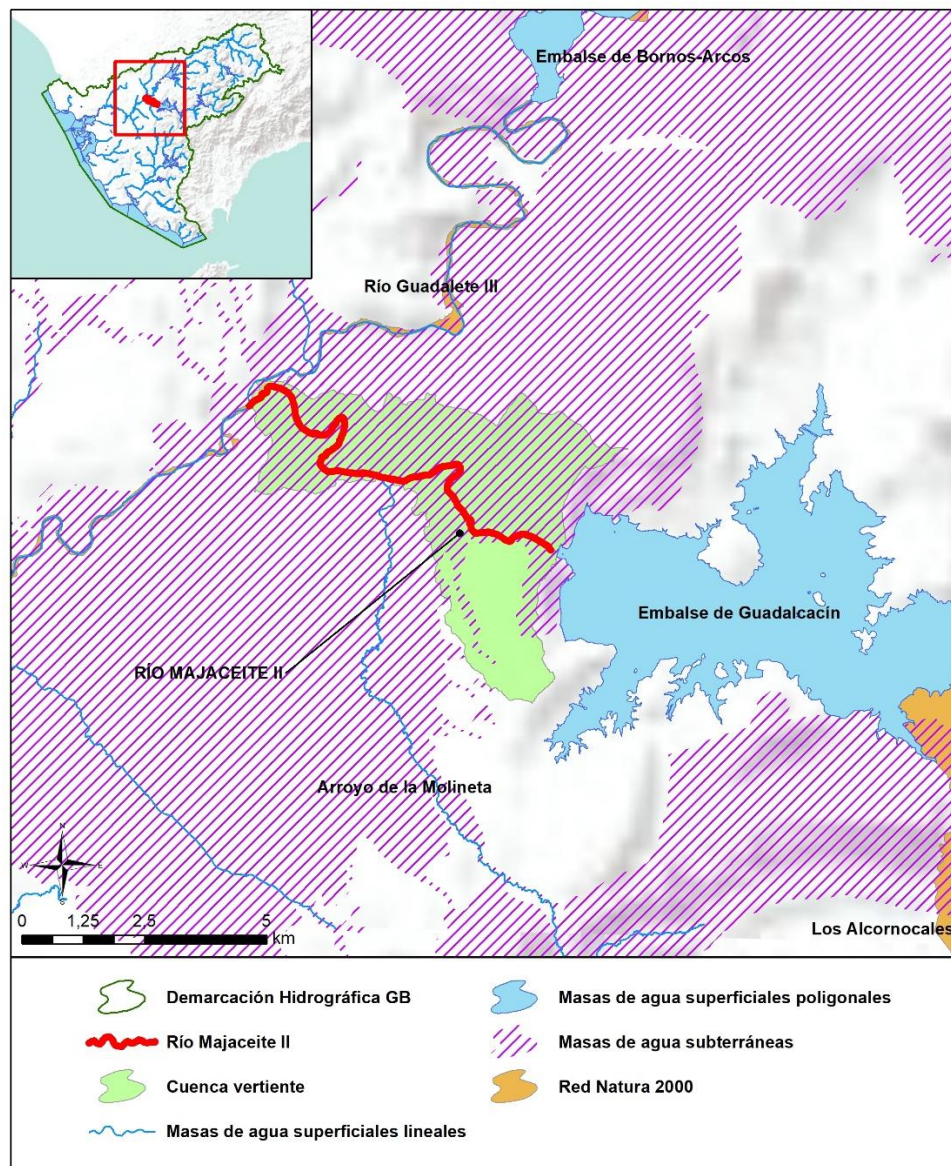 Embalse de Bornos-Arcos
Río Guadalete III
Embalse de Guadalcacín
RÍO MAJACEITE II
Arroyo de la Molineta
N
W E
S
0 1,25 2,5 5
km
Los Alcornocales
Demarcación Hidrográfica GB
Masas de agua superficiales poligonales
Río Majaceite II
Masas de agua subterráneas
Cuenca vertiente
Red Natura 2000
Masas de agua superficiales lineales